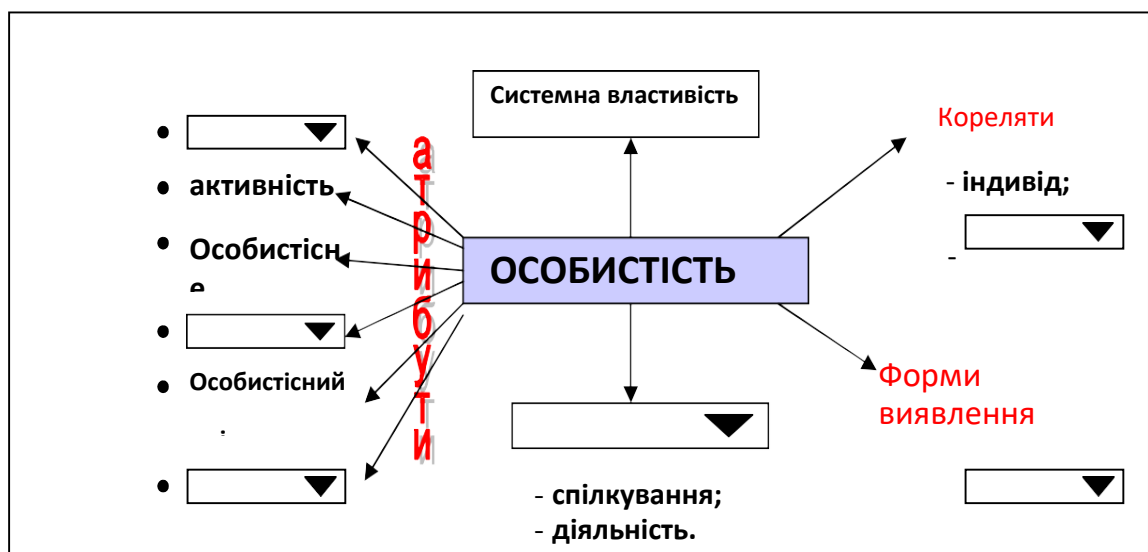 Системна властивість
Кореляти
- індивід;
-
• активність
• Особистісн
атрибути
ОСОБИСТІСТЬ
• Особистісний
Форми
виявлення
- спілкування;
- діяльність.